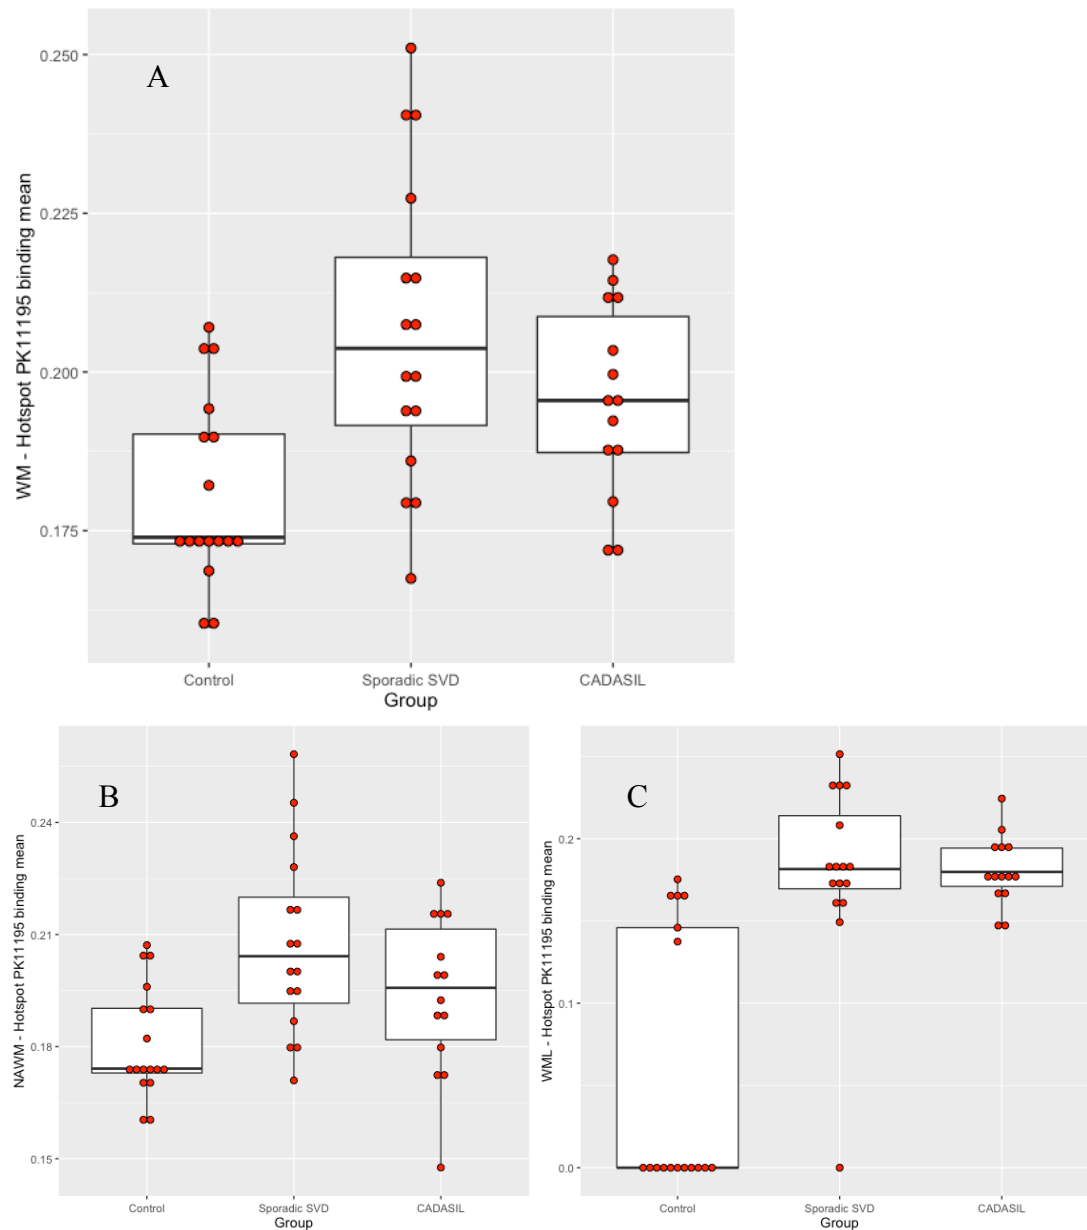 A
WM - Hotspot PK11195 binding mean
0.250
0.225
0.200
0.175
Control Sporadic SVD CADASIL
Group
B
NAWM - Hotspot PK11195 binding mean
0.24
0.21
0.18
0.15
Control Sporadic SVD CADASIL
Group
C
WML - Hotspot PK11195 binding mean
0.2
0.1
0.0
Control Sporadic SVD CADASIL
Group